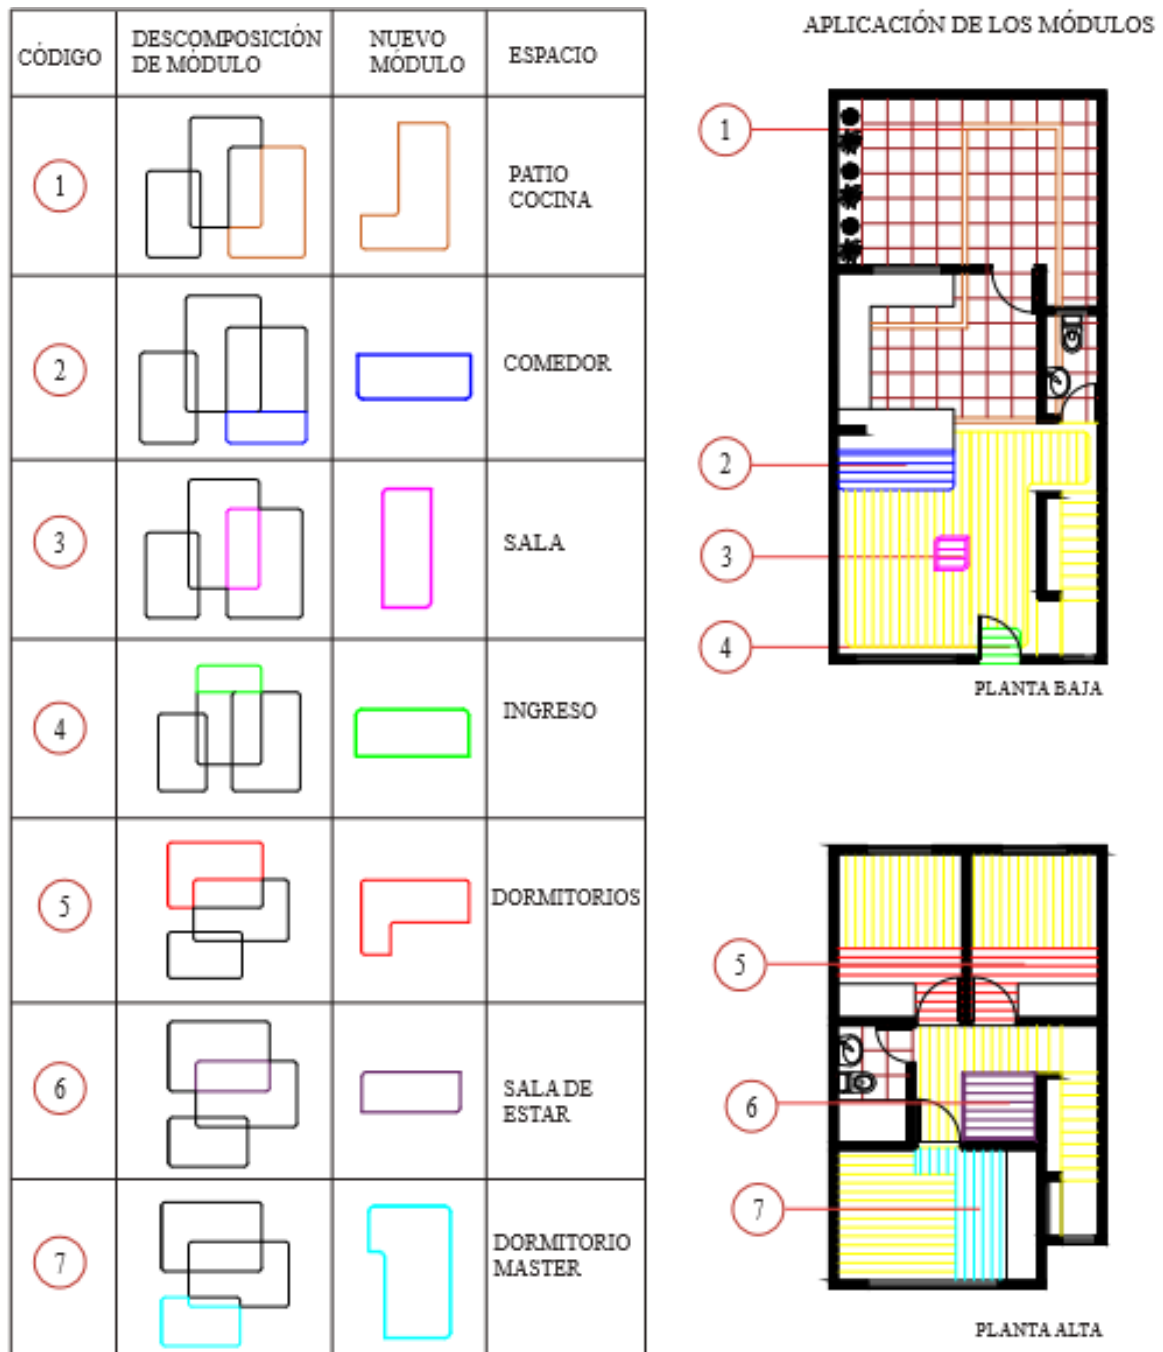 CÓDIGO
DESCOMPOSICIÓN
DE MÓDULO
NUEVO
MÓDULO
ESPACIO
1
PATIO
COCINA
2
COMEDOR
3
SALA
4
INGRESO
5
DORMITORIOS
6
SALA DE
ESTAR
7
DORMITORIO
MASTER
APLICACIÓN DE LOS MÓDULOS
1
2
3
4
PLANTA BAJA
5
6
7
PLANTA ALTA